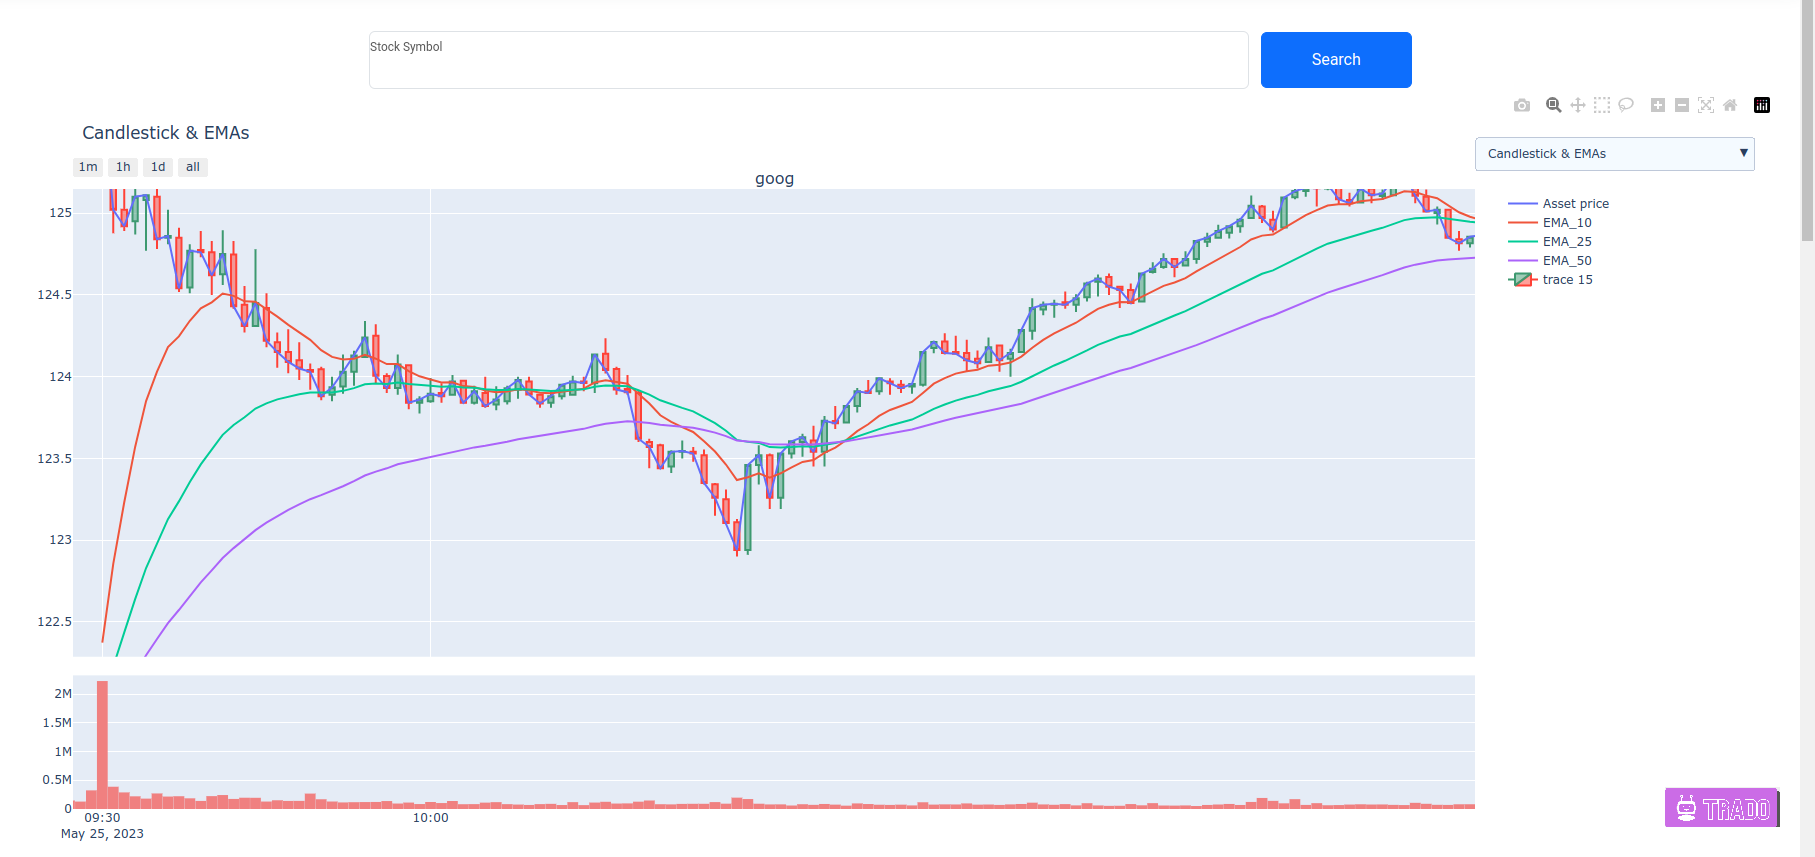 Stock Symbol
Search
Candlestick & EMAs
1m 1h 1d all
Candlestick & EMAs
goog
125
124.5
124
123.5
123
122.5
Asset price
EMA_10
EMA_25
EMA_50
trace 15
2M
1.5M
1M
0.5M
0
09:30 10:00
May 25, 2023
TRADO